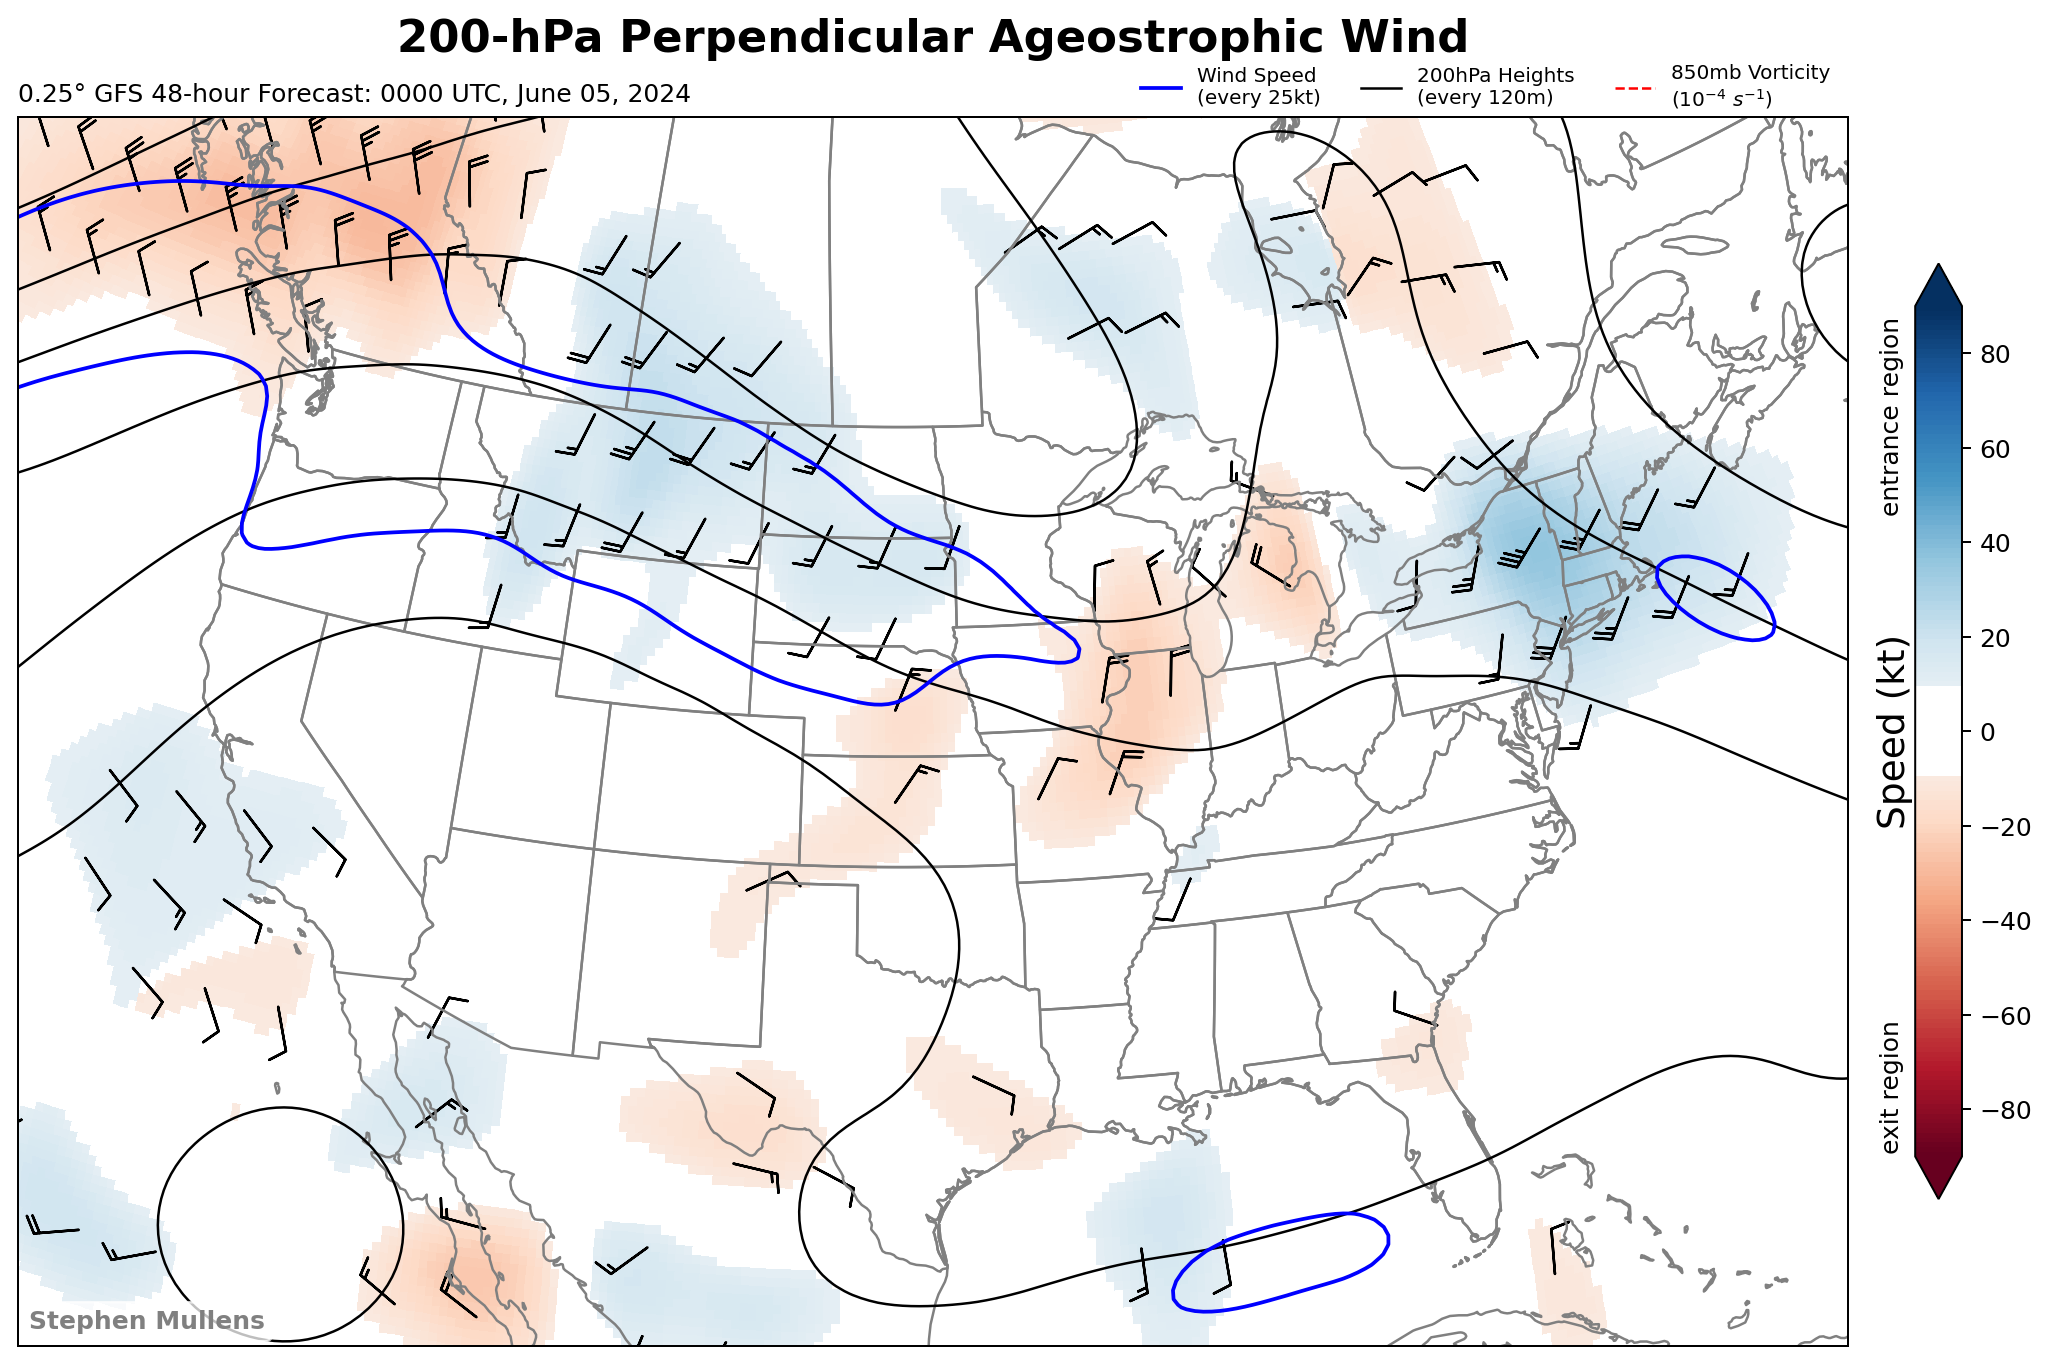 200-hPa Perpendicular Ageostrophic Wind
0.25° GFS 48-hour Forecast: 0000 UTC, June 05, 2024
Wind Speed
(every 25kt)
200hPa Heights
(every 120m)
850mb Vorticity
(10⁻⁴ s⁻¹)
entrance region
Speed (kt)
exit region
80
60
40
20
0
−20
−40
−60
−80
Stephen Mullens